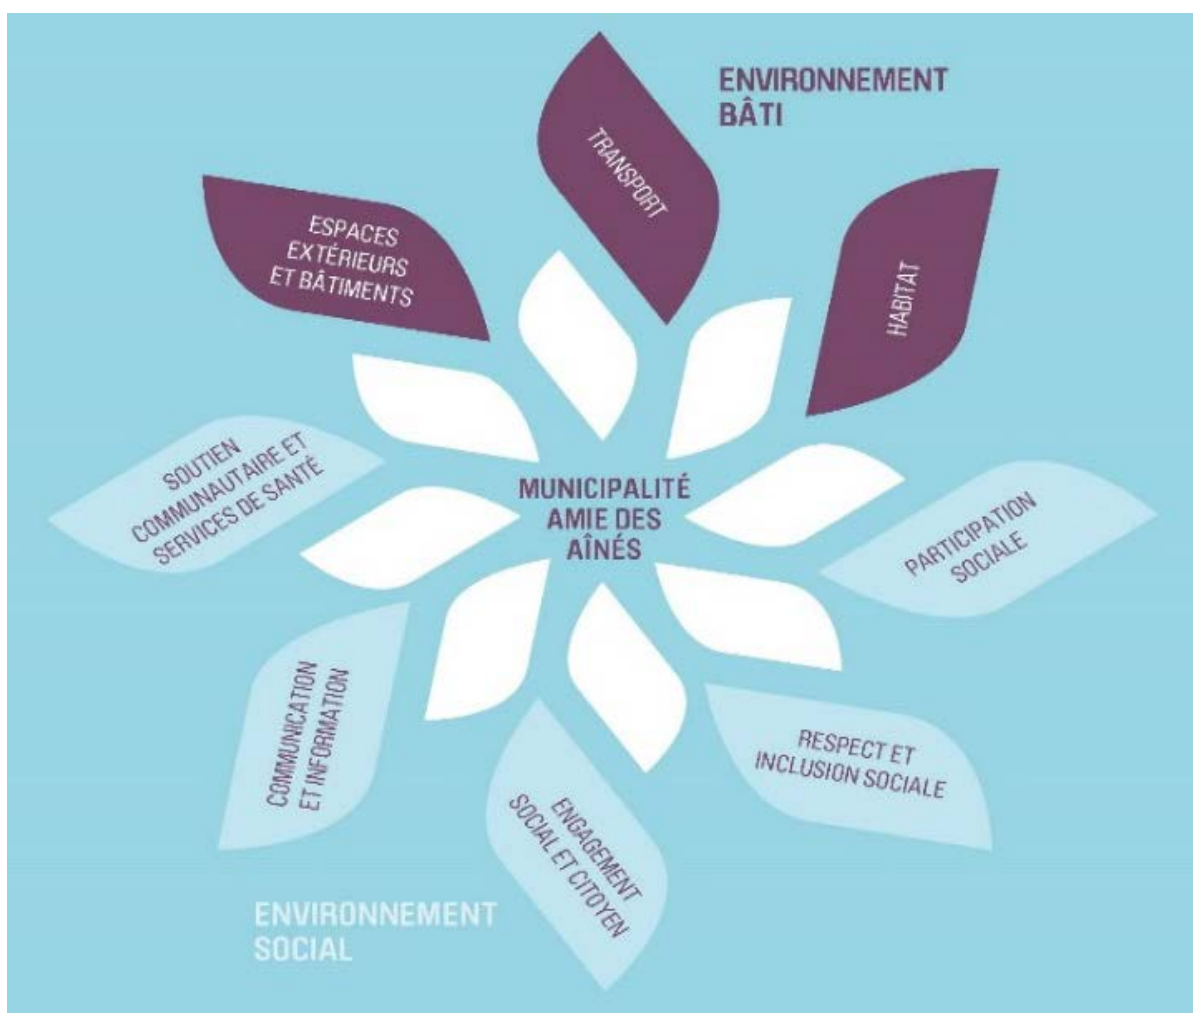 ENVIRONNEMENT
BÂTI
TRANSPORT
HABITAT
ESPACES
EXTÉRIEURS
ET BÂTIMENTS
SOUTIEN
COMMUNAUTAIRE ET
SERVICES DE SANTÉ
MUNICIPALITÉ
AMIE DES
AÎNÉS
PARTICIPATION
SOCIALE
COMMUNICATION
ET INFORMATION
RESPECT ET
INCLUSION SOCIALE
ENGAGEMENT
SOCIAL ET CITOYEN
ENVIRONNEMENT
SOCIAL